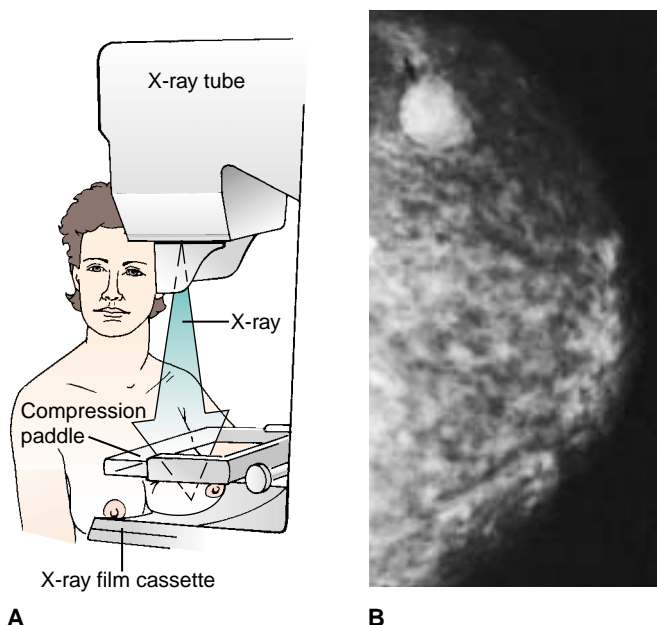 X-ray tube
X-ray
Compression
paddle
X-ray film cassette
A
B